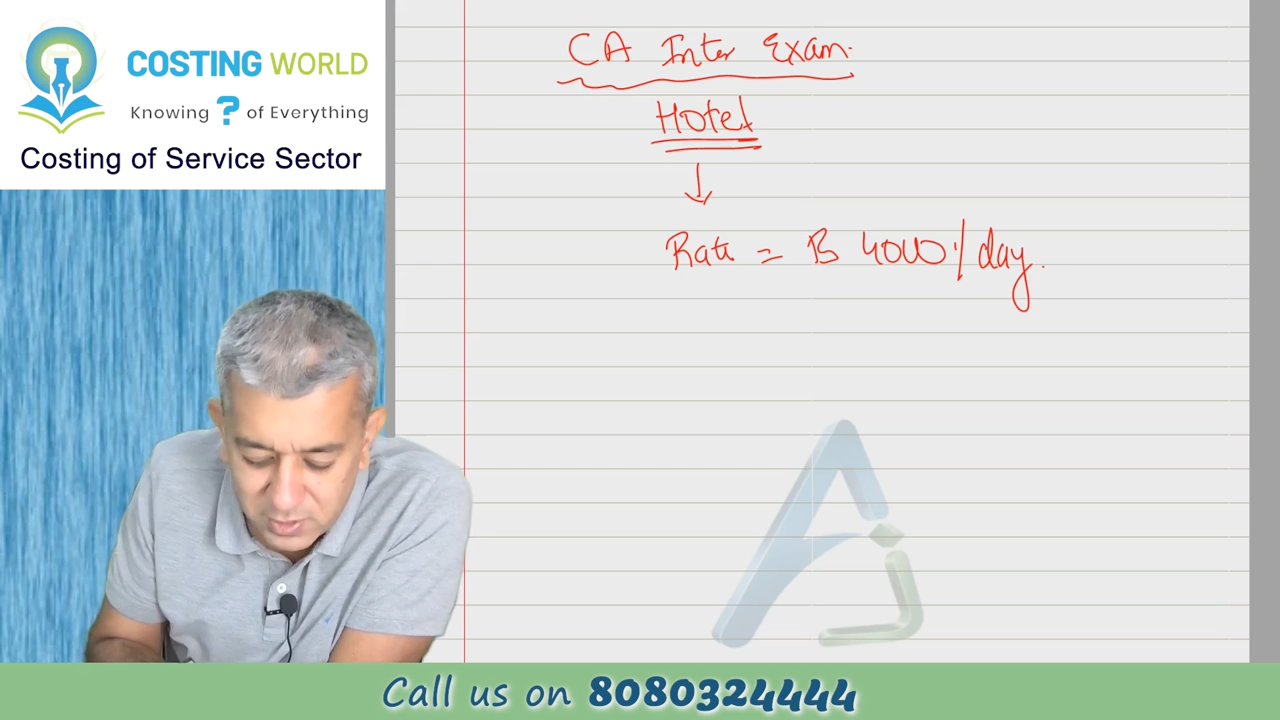 COSTING WORLD
Knowing ? of Everything
Costing of Service Sector
CA Inter Exam.
Hotel
Rate = ₨ 4000/day.
Call us on 8080324444